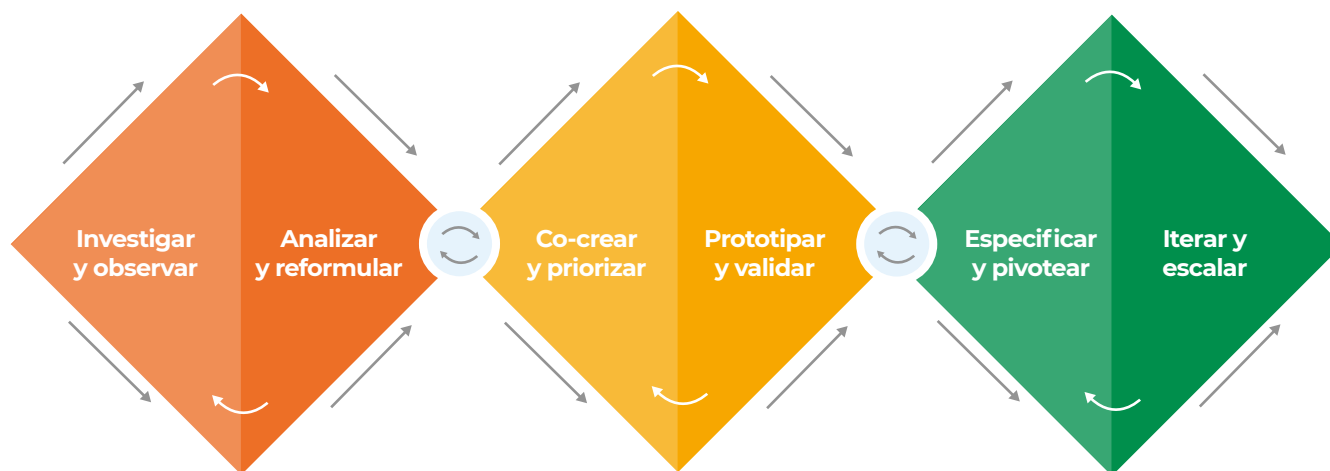 Investigar
y observar
Analizar
y reformular
Co-crear
y priorizar
Prototipar
y validar
Especificar
y pivotear
Iterar y
escalar